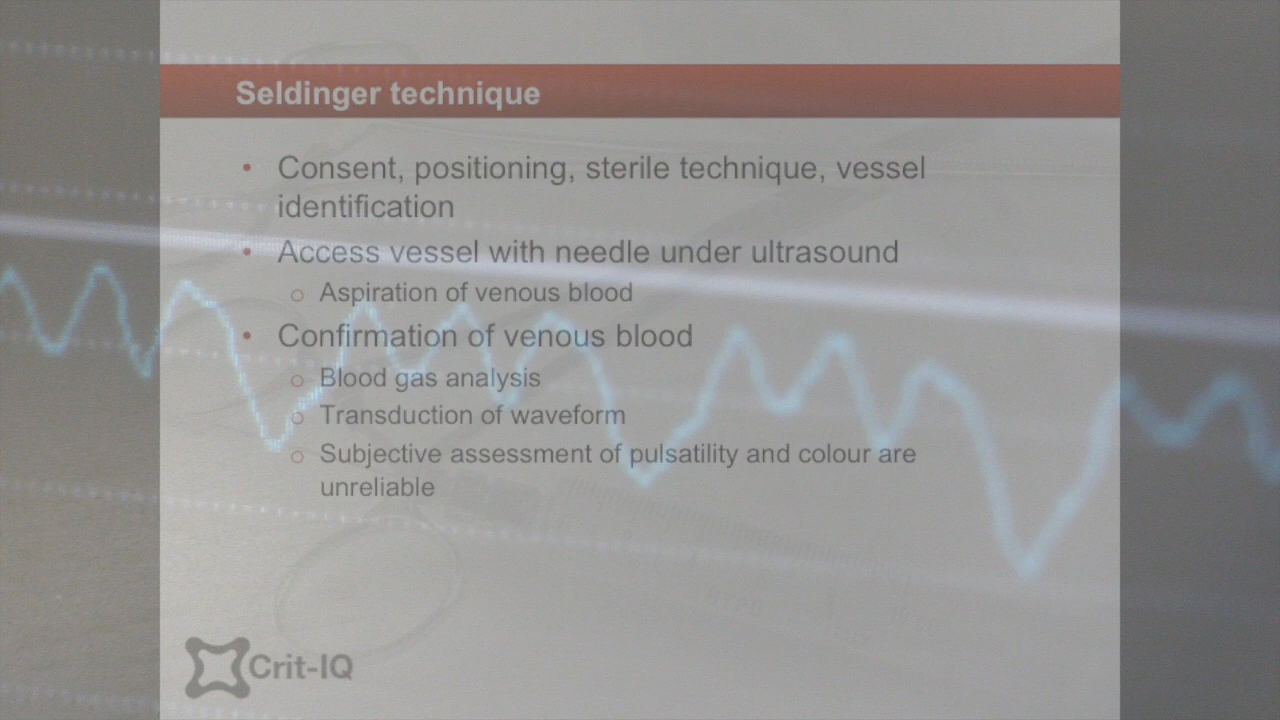 Seldinger technique
• Consent, positioning, sterile technique, vessel
identification
• Access vessel with needle under ultrasound
o Aspiration of venous blood
• Confirmation of venous blood
o Blood gas analysis
o Transduction of waveform
o Subjective assessment of pulsatility and colour are
unreliable
Crit-IQ